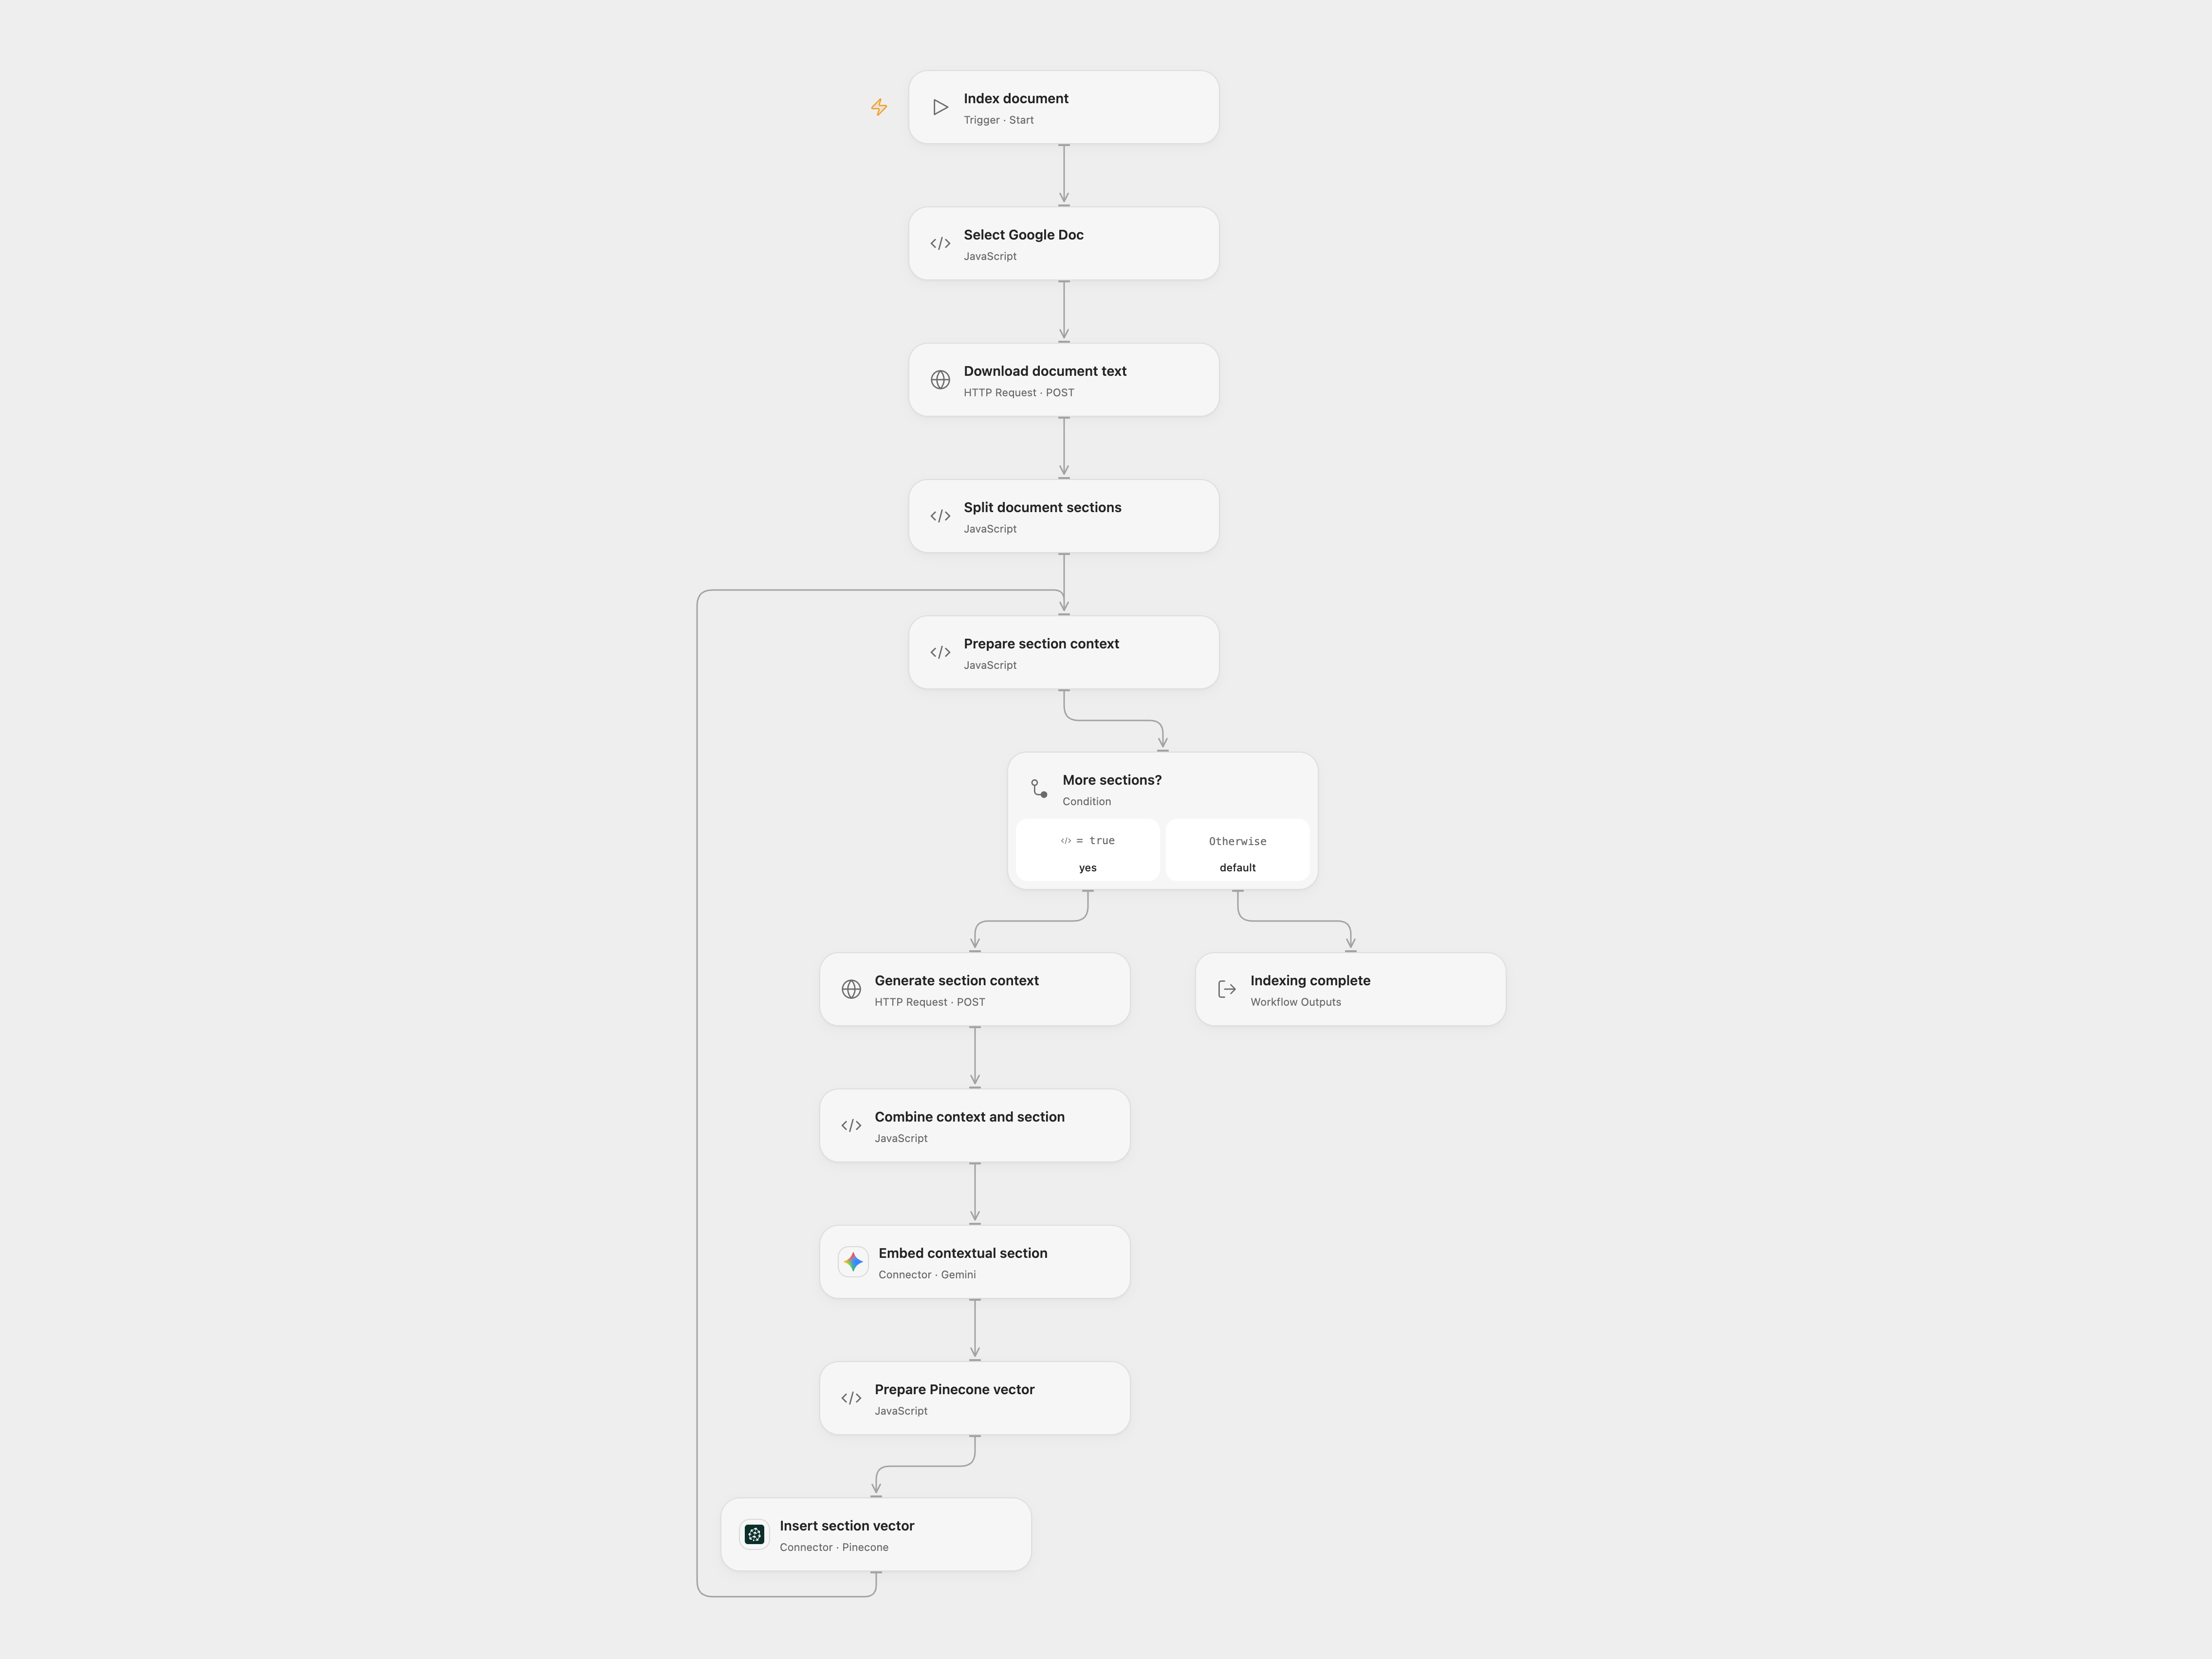 Index document
Trigger · Start
Select Google Doc
JavaScript
Download document text
HTTP Request · POST
Split document sections
JavaScript
Prepare section context
JavaScript
More sections?
Condition
</> = true
yes
Otherwise
default
Generate section context
HTTP Request · POST
Indexing complete
Workflow Outputs
Combine context and section
JavaScript
Embed contextual section
Connector · Gemini
Prepare Pinecone vector
JavaScript
Insert section vector
Connector · Pinecone